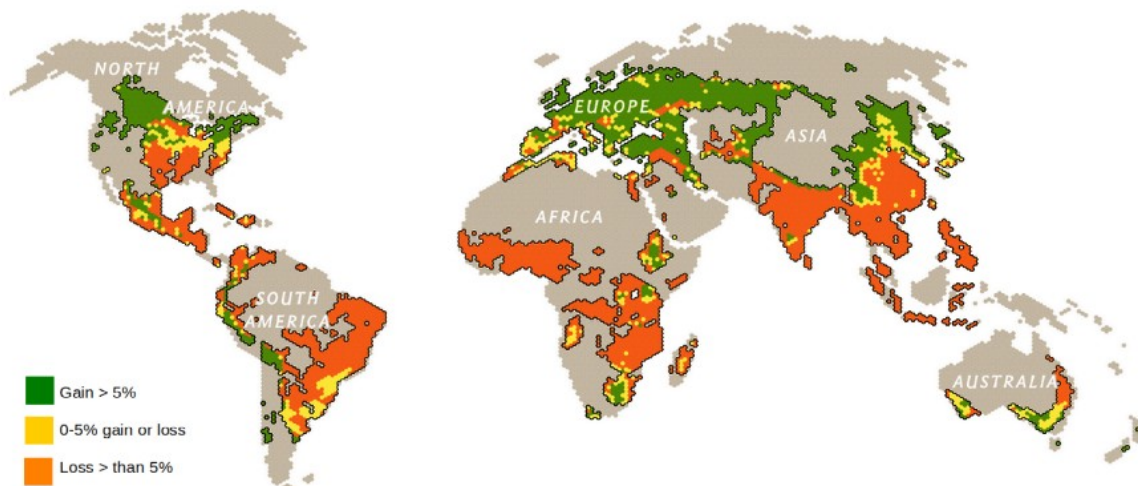 NORTH
AMERICA
EUROPE
ASIA
AFRICA
SOUTH
AMERICA
AUSTRALIA
Gain > 5%
0-5% gain or loss
Loss > than 5%